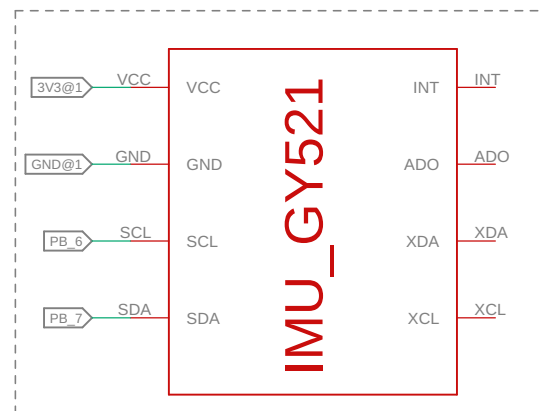 3V3@1 VCC VCC INT INT
GND@1 GND GND ADO ADO
PB_6 SCL SCL XDA XDA
PB_7 SDA SDA XCL XCL
IMU_GY521